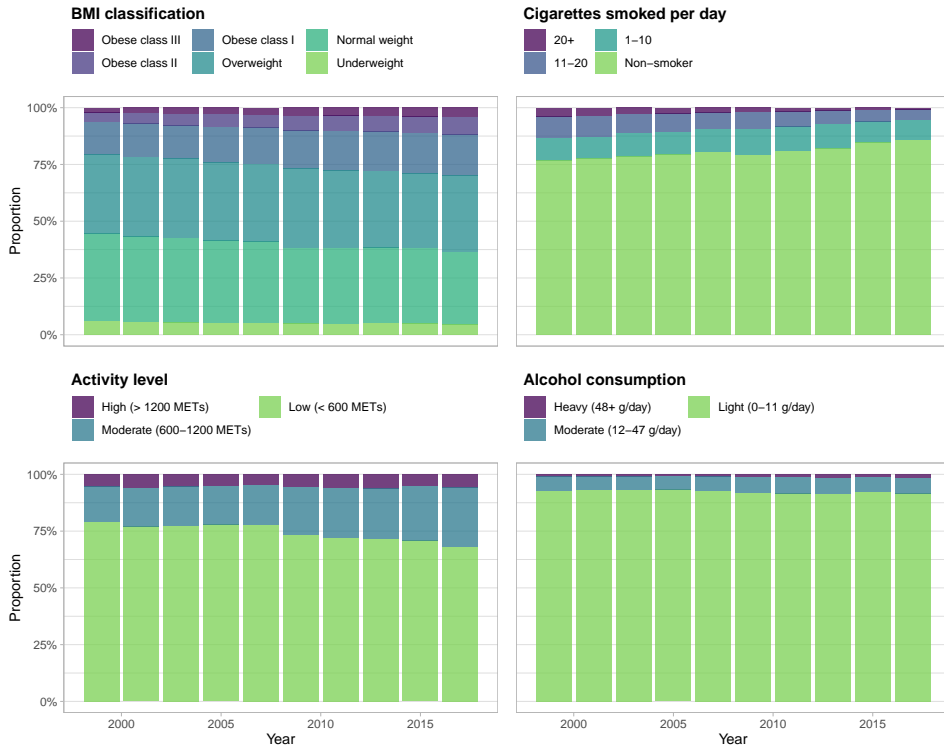 BMI classification
Obese class III
Obese class I
Normal weight
Obese class II
Overweight
Underweight
100%
75%
50%
25%
0%
Proportion
Cigarettes smoked per day
20+
1−10
11−20
Non−smoker
Activity level
High (> 1200 METs)
Low (< 600 METs)
Moderate (600−1200 METs)
100%
75%
50%
25%
0%
Proportion
2000
2005
2010
2015
Year
Alcohol consumption
Heavy (48+ g/day)
Light (0−11 g/day)
Moderate (12−47 g/day)
2000
2005
2010
2015
Year